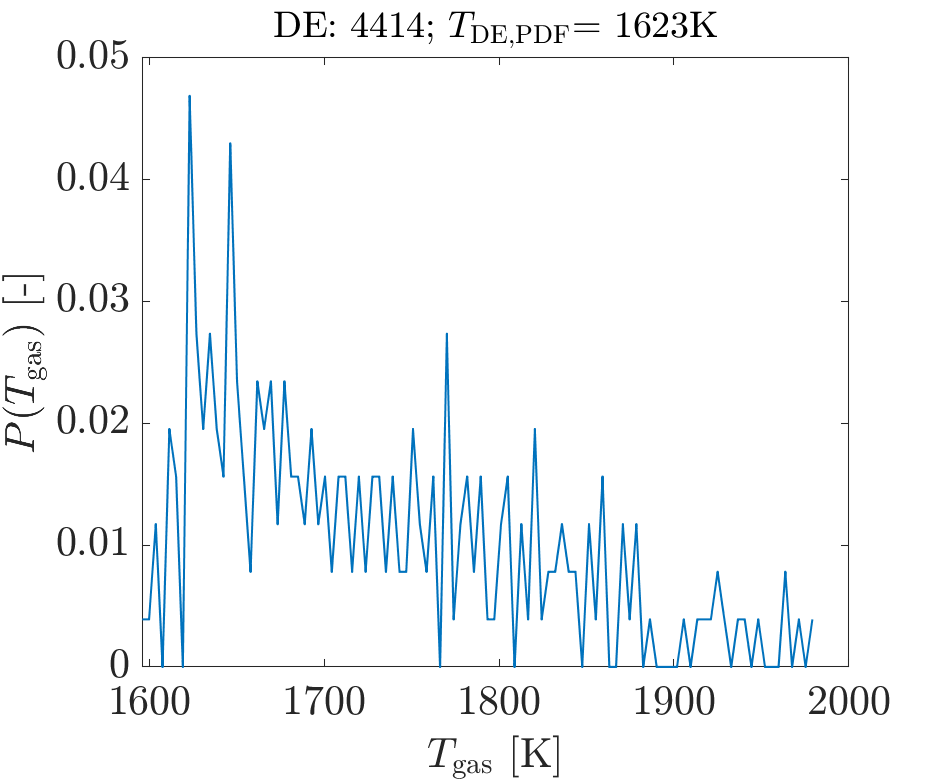 DE: 4414; T_DE,PDF= 1623K
0.05
0.04
0.03
0.02
0.01
0
P(T_gas) [-]
1600 1700 1800 1900 2000
T_gas [K]